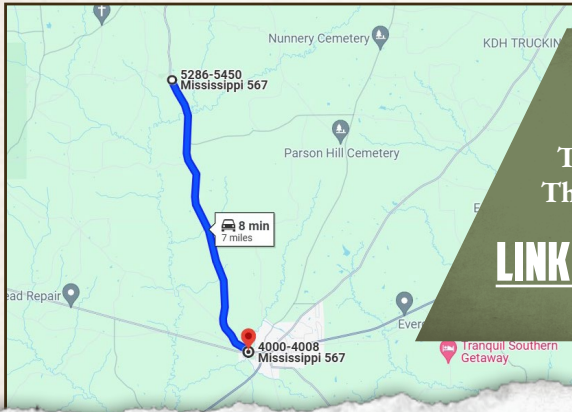 Nunnery Cemetery
KDH TRUCKIN
5286-5450
Mississippi 567
Parson Hill Cemetery
T
Th
8 min
7 miles
LINK
ead Repair
Ever
4000-4008
Mississippi 567
Tranquil Southern
Getaway